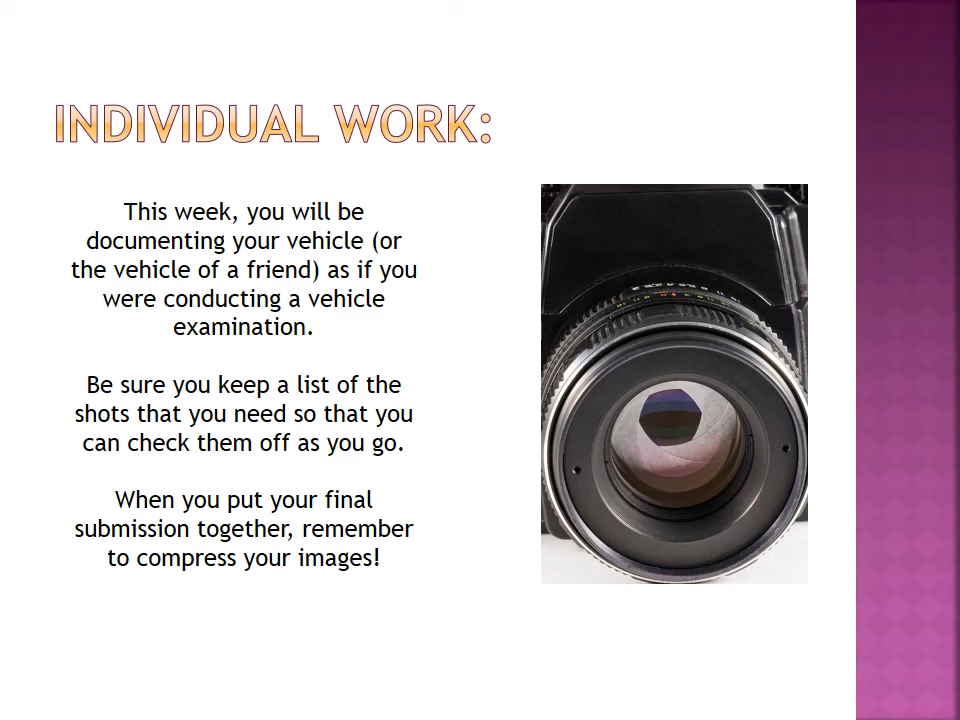 INDIVIDUAL WORK:
This week, you will be
documenting your vehicle (or
the vehicle of a friend) as if you
were conducting a vehicle
examination.
Be sure you keep a list of the
shots that you need so that you
can check them off as you go.
When you put your final
submission together, remember
to compress your images!